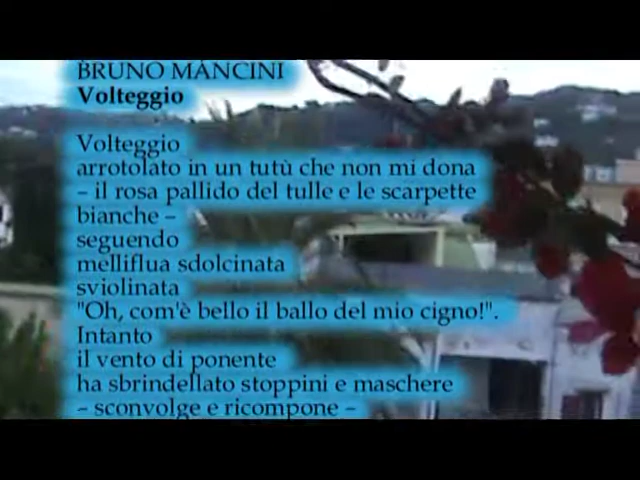 BRUNO MANCINI
Volteggio
Volteggio
arrotolato in un tutù che non mi dona
– il rosa pallido del tulle e le scarpette
bianche –
seguendo
melliflua sdolcinata
sviolinata
"Oh, com'è bello il ballo del mio cigno!".
Intanto
il vento di ponente
ha sbrindellato stoppini e maschere
– sconvolge e ricompone –